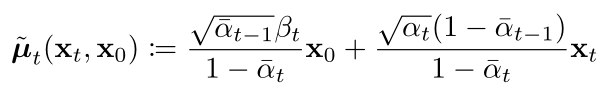 $\tilde{\boldsymbol{\mu}}_t(\mathbf{x}_t, \mathbf{x}_0) := \frac{\sqrt{\bar{\alpha}_{t-1}}\beta_t}{1 - \bar{\alpha}_t}\mathbf{x}_0 + \frac{\sqrt{\alpha_t}(1 - \bar{\alpha}_{t-1})}{1 - \bar{\alpha}_t}\mathbf{x}_t$